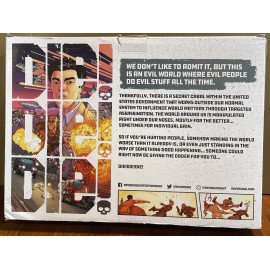 DIE!
DIE!
DIE!
WE DON'T LIKE TO ADMIT IT, BUT THIS
IS AN EVIL WORLD WHERE EVIL PEOPLE
DO EVIL STUFF ALL THE TIME.
THANKFULLY, THERE IS A SECRET CABAL WITHIN THE UNITED
STATES GOVERNMENT THAT WORKS OUTSIDE OUR NORMAL
SYSTEM TO INFLUENCE WORLD MATTERS THROUGH TARGETED
ASSASSINATION. THE WORLD AROUND US IS MANIPULATED
RIGHT UNDER OUR NOSES, MOSTLY FOR THE BETTER...
SOMETIMES FOR INDIVIDUAL GAIN.
SO IF YOU'RE HURTING PEOPLE, SOMEHOW MAKING THE WORLD
WORSE THAN IT ALREADY IS, OR EVEN JUST STANDING IN THE
WAY OF SOMETHING GOOD HAPPENING... SOMEONE COULD
RIGHT NOW BE GIVING THE ORDER FOR YOU TO...
DIE!DIE!DIE!